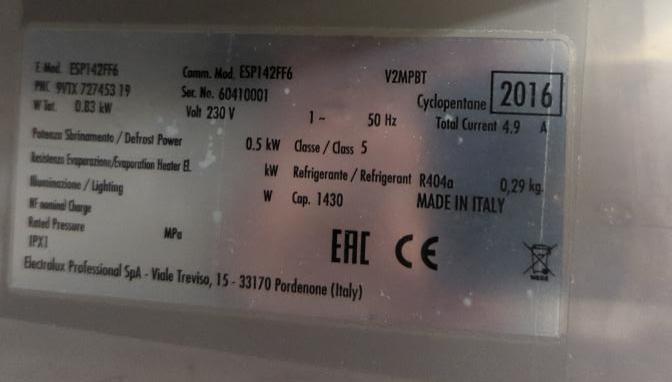 F.Mod. ESP142FF6 Comm. Mod. ESP142FF6 V2MPBT
PNC 9VTX 727453 19 Ser. No. 60410001 Cyclopentane 2016
W Tot. 0.83 kW Volt 230 V 1~ 50 Hz Total Current 4.9 A
Potenza Sbrinamento / Defrost Power 0.5 kW Classe / Class 5
Resistenza Evaporazione/Evaporation Heater El. kW Refrigerante / Refrigerant R404a 0,29 kg.
Illuminazione / Lighting W Cap. 1430 MADE IN ITALY
NF nominal Charge
Rated Pressure MPa
IPX1 EAC CE
WEEE
Electrolux Professional SpA - Viale Treviso, 15 - 33170 Pordenone (Italy)